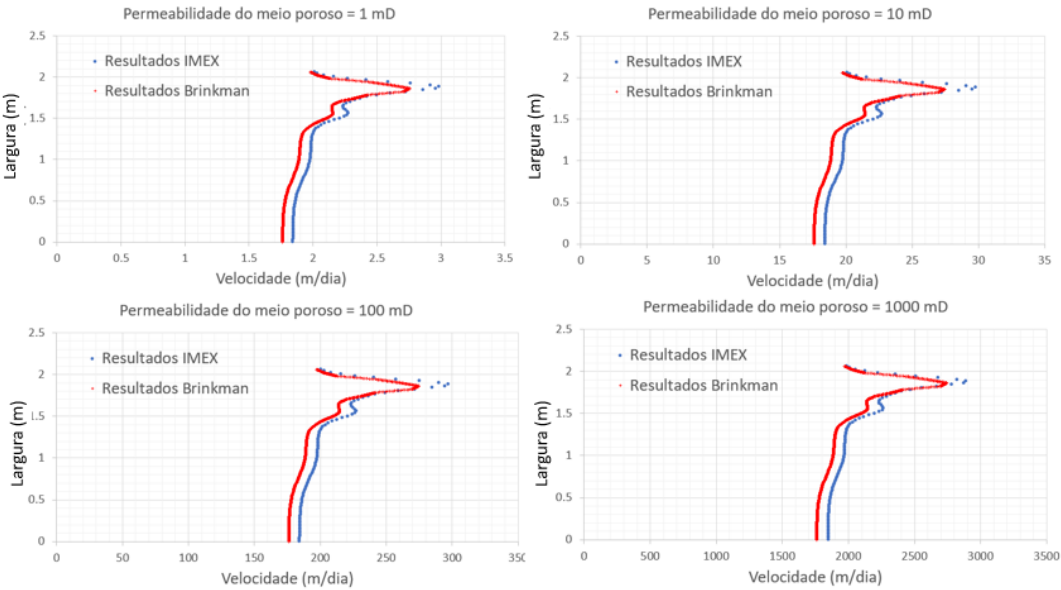 Permeabilidade do meio poroso = 1 mD
2.5
2
1.5
1
0.5
0
Largura (m)
Resultados IMEX
Resultados Brinkman
0 0.5 1 1.5 2 2.5 3 3.5
Velocidade (m/dia)
Permeabilidade do meio poroso = 10 mD
2.5
2
1.5
1
0.5
0
Largura (m)
Resultados IMEX
Resultados Brinkman
0 5 10 15 20 25 30 35
Velocidade (m/dia)
Permeabilidade do meio poroso = 100 mD
2.5
2
1.5
1
0.5
0
Largura (m)
Resultados IMEX
Resultados Brinkman
0 50 100 150 200 250 300 350
Velocidade (m/dia)
Permeabilidade do meio poroso = 1000 mD
2.5
2
1.5
1
0.5
0
Largura (m)
Resultados IMEX
Resultados Brinkman
0 500 1000 1500 2000 2500 3000 3500
Velocidade (m/dia)